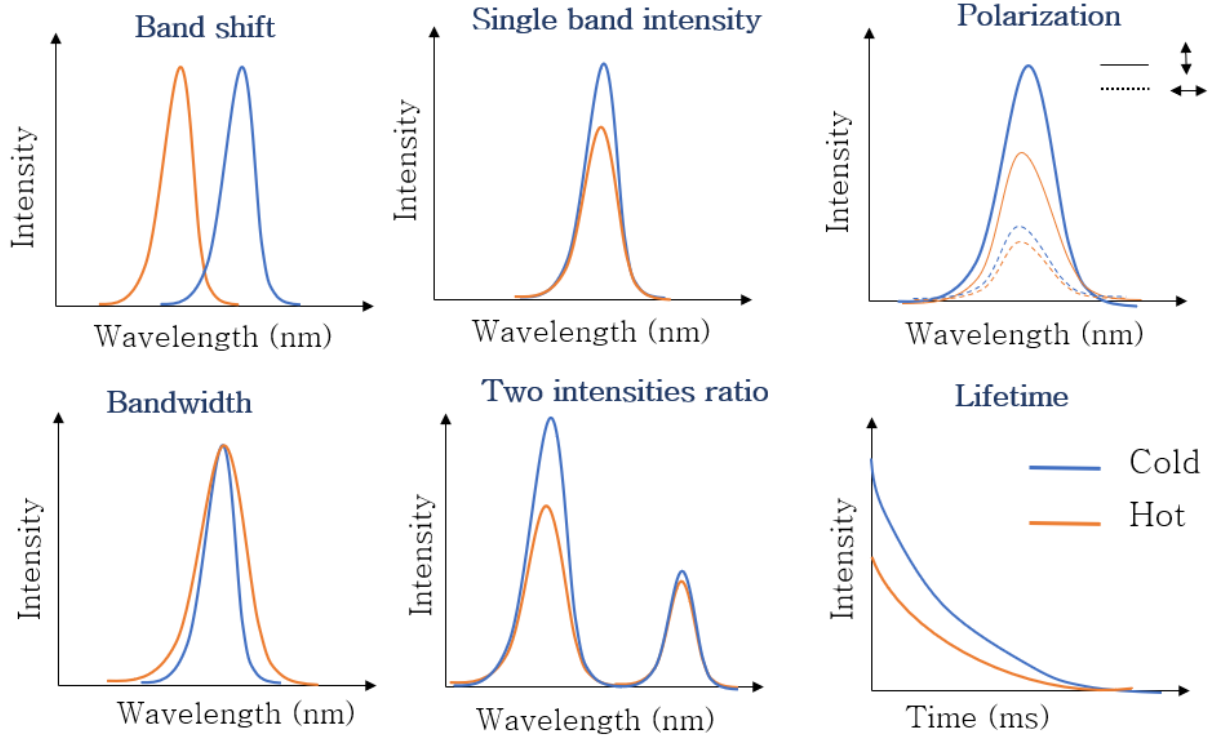 Band shift
Intensity
Wavelength (nm)
Single band intensity
Intensity
Wavelength (nm)
Polarization
Intensity
Wavelength (nm)
Bandwidth
Intensity
Wavelength (nm)
Two intensities ratio
Intensity
Wavelength (nm)
Lifetime
Cold
Hot
Intensity
Time (ms)